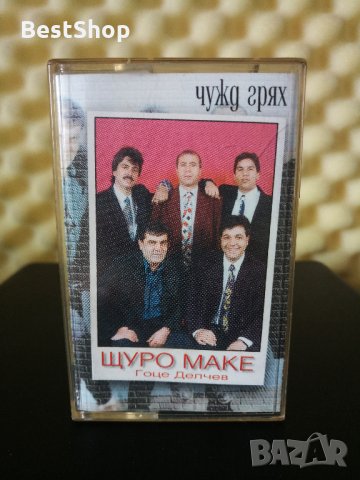 BestShop
чужд грях
ЩУРО МАКЕ
Гоце Делчев
BAZAR